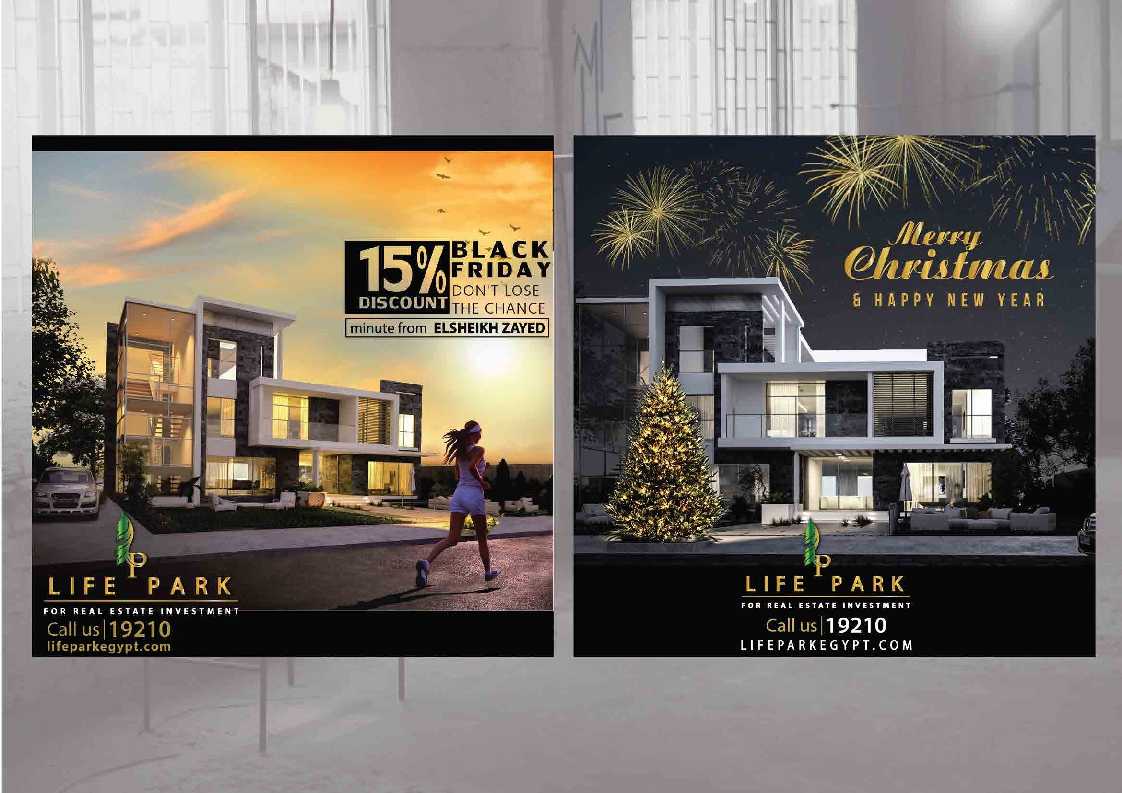 15%
DISCOUNT
BLACK
FRIDAY
DON'T LOSE
THE CHANCE
minute from ELSHEIKH ZAYED
P
LIFE PARK
FOR REAL ESTATE INVESTMENT
Call us|19210
lifeparkegypt.com
Merry
Christmas
& HAPPY NEW YEAR
P
LIFE PARK
FOR REAL ESTATE INVESTMENT
Call us|19210
LIFEPARKEGYPT.COM